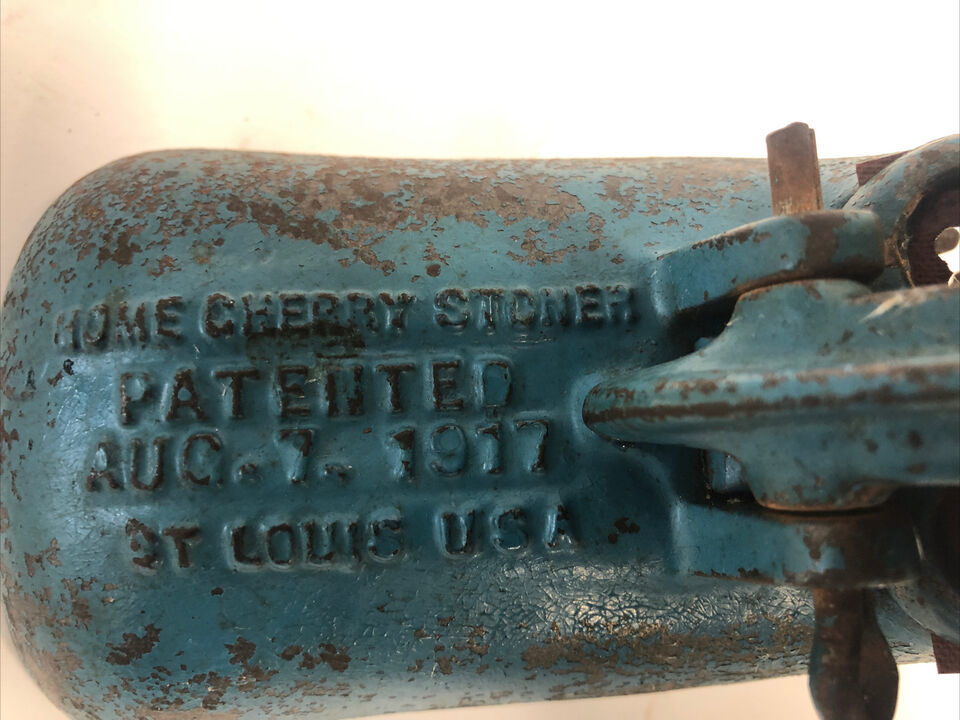 HOME CHERRY STONER
PATENTED
AUG. 7. 1917
ST LOUIS USA